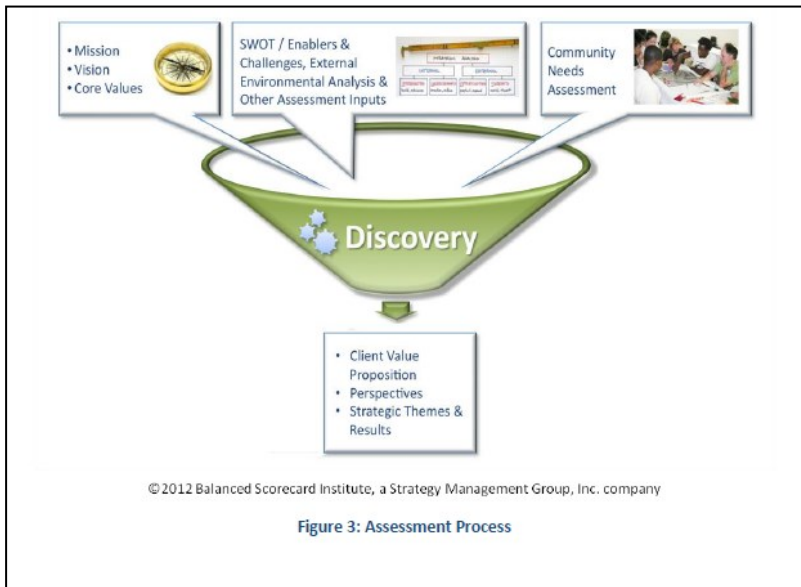 • Mission
• Vision
• Core Values
SWOT / Enablers &
Challenges, External
Environmental Analysis &
Other Assessment Inputs
Community
Needs
Assessment
Discovery
• Client Value
Proposition
• Perspectives
• Strategic Themes &
Results
©2012 Balanced Scorecard Institute, a Strategy Management Group, Inc. company
Figure 3: Assessment Process